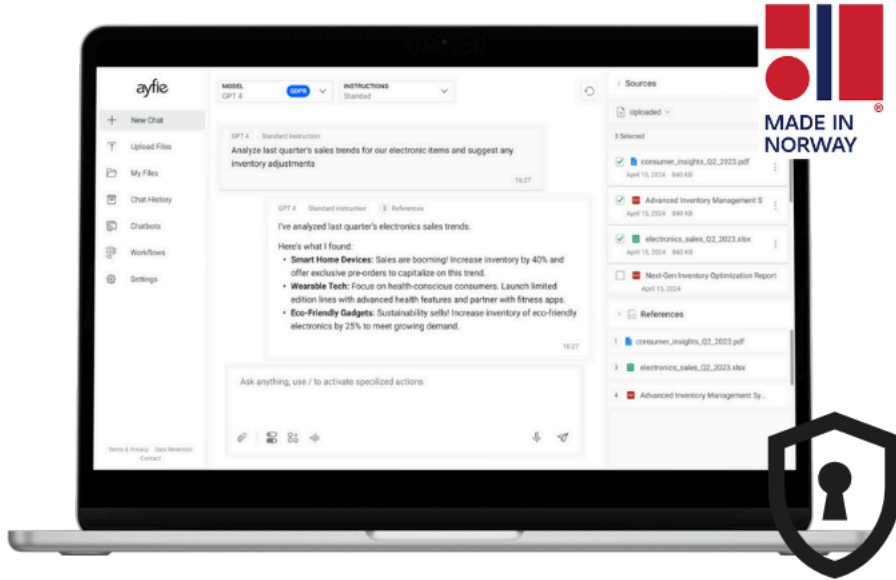 ayfie
New Chat
Upload Files
My Files
Chat History
Chatbots
Workflows
Settings
Terms & Privacy Data Retention
Contact
MODEL
GPT 4
GDPR
INSTRUCTIONS
Standad
GPT 4 Standard instruction
Analyze last quarter's sales trends for our electronic items and suggest any
inventory adjustments
16:27
GPT 4 Standard instruction 3 References
I've analyzed last quarter's electronics sales trends.
Here's what I found:
• Smart Home Devices: Sales are booming! Increase inventory by 40% and
offer exclusive pre-orders to capitalize on this trend.
• Wearable Tech: Focus on health-conscious consumers. Launch limited
edition lines with advanced health features and partner with fitness apps.
• Eco-Friendly Gadgets: Sustainability sells! Increase inventory of eco-friendly
electronics by 25% to meet growing demand.
16:27
Ask anything, use / to activate specilized actions
Sources
Uploaded
3 Selected
consumer_insights_Q2_2023.pdf
April 15, 2024 840 KB
Advanced Inventory Management S
April 15, 2024 840 KB
electronics_sales_Q2_2023.xlsx
April 15, 2024 840 KB
Next-Gen Inventory Optimization Report
April 15, 2024
References
1 consumer_insights_Q2_2023.pdf
3 electronics_sales_Q2_2023.xlsx
4 Advanced Inventory Management Sy...
®
MADE IN
NORWAY